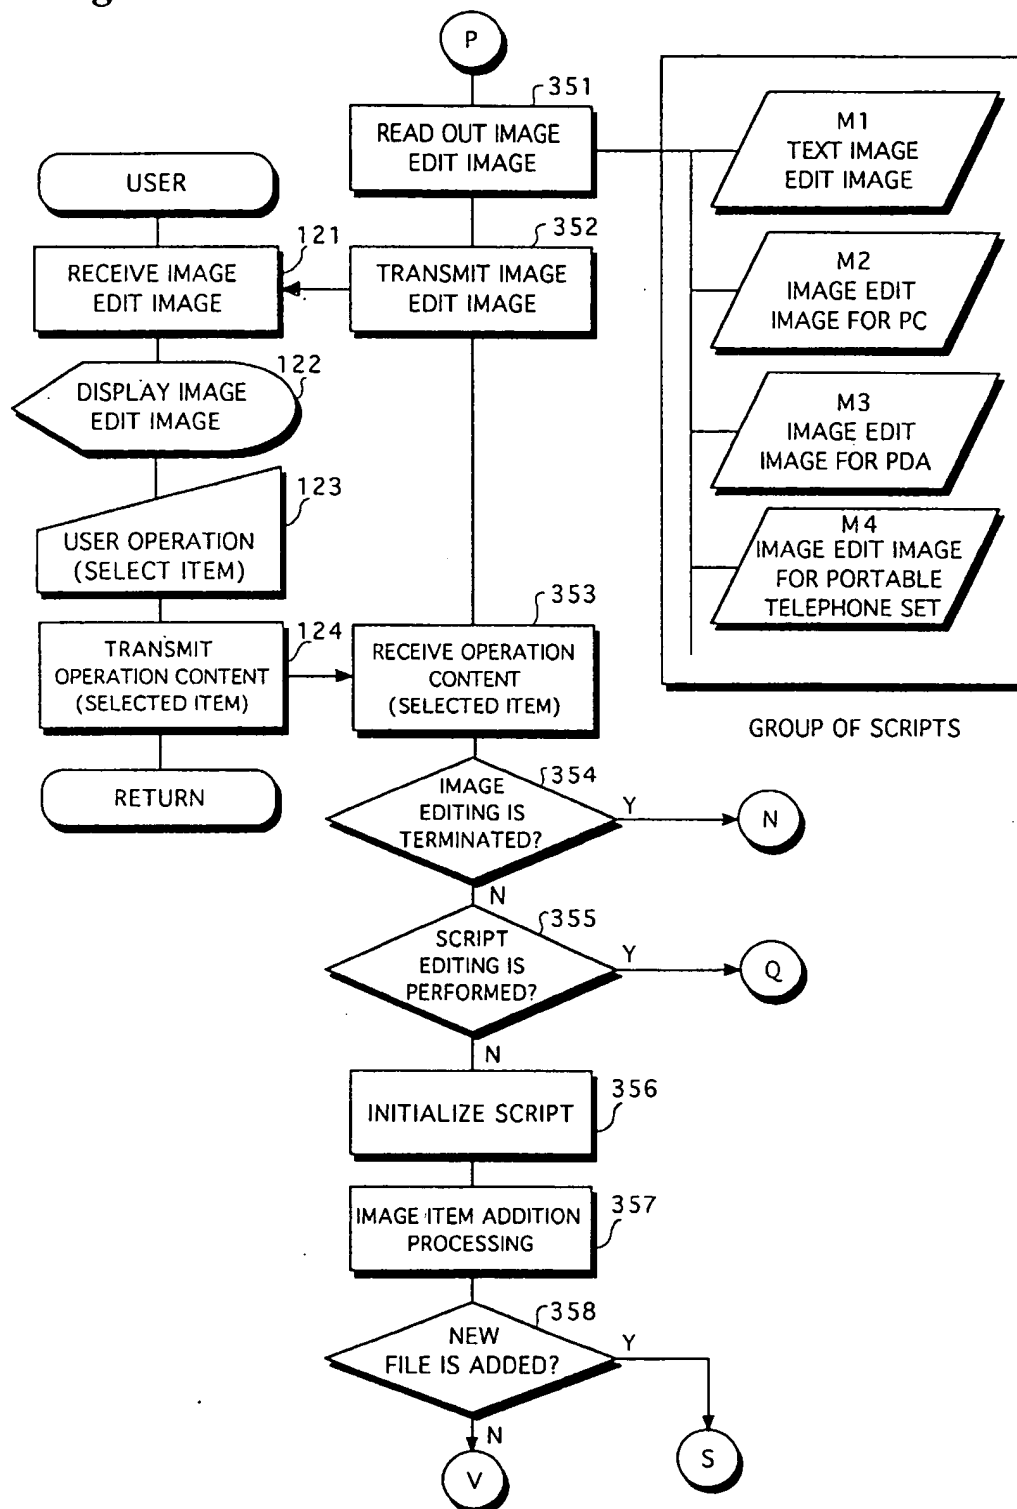 P
351
READ OUT IMAGE
EDIT IMAGE
M1
TEXT IMAGE
EDIT IMAGE
USER
121
RECEIVE IMAGE
EDIT IMAGE
352
TRANSMIT IMAGE
EDIT IMAGE
M2
IMAGE EDIT
IMAGE FOR PC
122
DISPLAY IMAGE
EDIT IMAGE
M3
IMAGE EDIT
IMAGE FOR PDA
123
USER OPERATION
(SELECT ITEM)
M4
IMAGE EDIT IMAGE
FOR PORTABLE
TELEPHONE SET
124
TRANSMIT
OPERATION CONTENT
(SELECTED ITEM)
353
RECEIVE OPERATION
CONTENT
(SELECTED ITEM)
GROUP OF SCRIPTS
RETURN
354
IMAGE
EDITING IS
TERMINATED?
Y
N
N
355
SCRIPT
EDITING IS
PERFORMED?
Y
Q
N
INITIALIZE SCRIPT
356
IMAGE ITEM ADDITION
PROCESSING
357
358
NEW
FILE IS ADDED?
Y
N
S
V